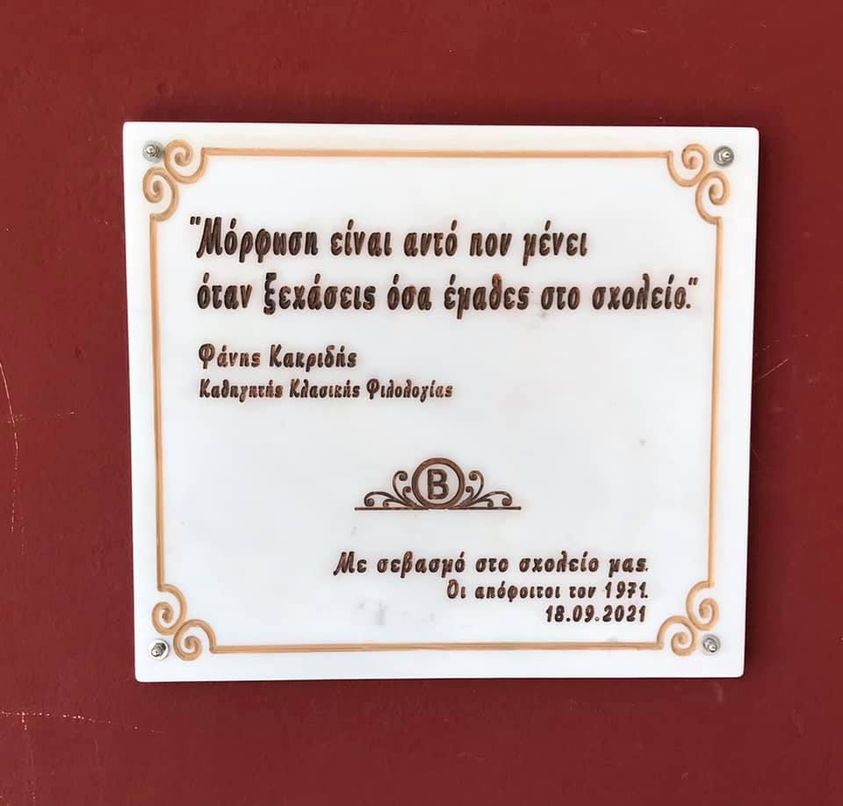 "Μόρφωση είναι αυτό που μένει
όταν ξεχάσεις όσα έμαθες στο σχολείο."
Φάνης Κακριδής
Καθηγητής Κλασικής Φιλολογίας
Β
Με σεβασμό στο σχολείο μας.
Οι απόφοιτοι του 1971.
18.09.2021